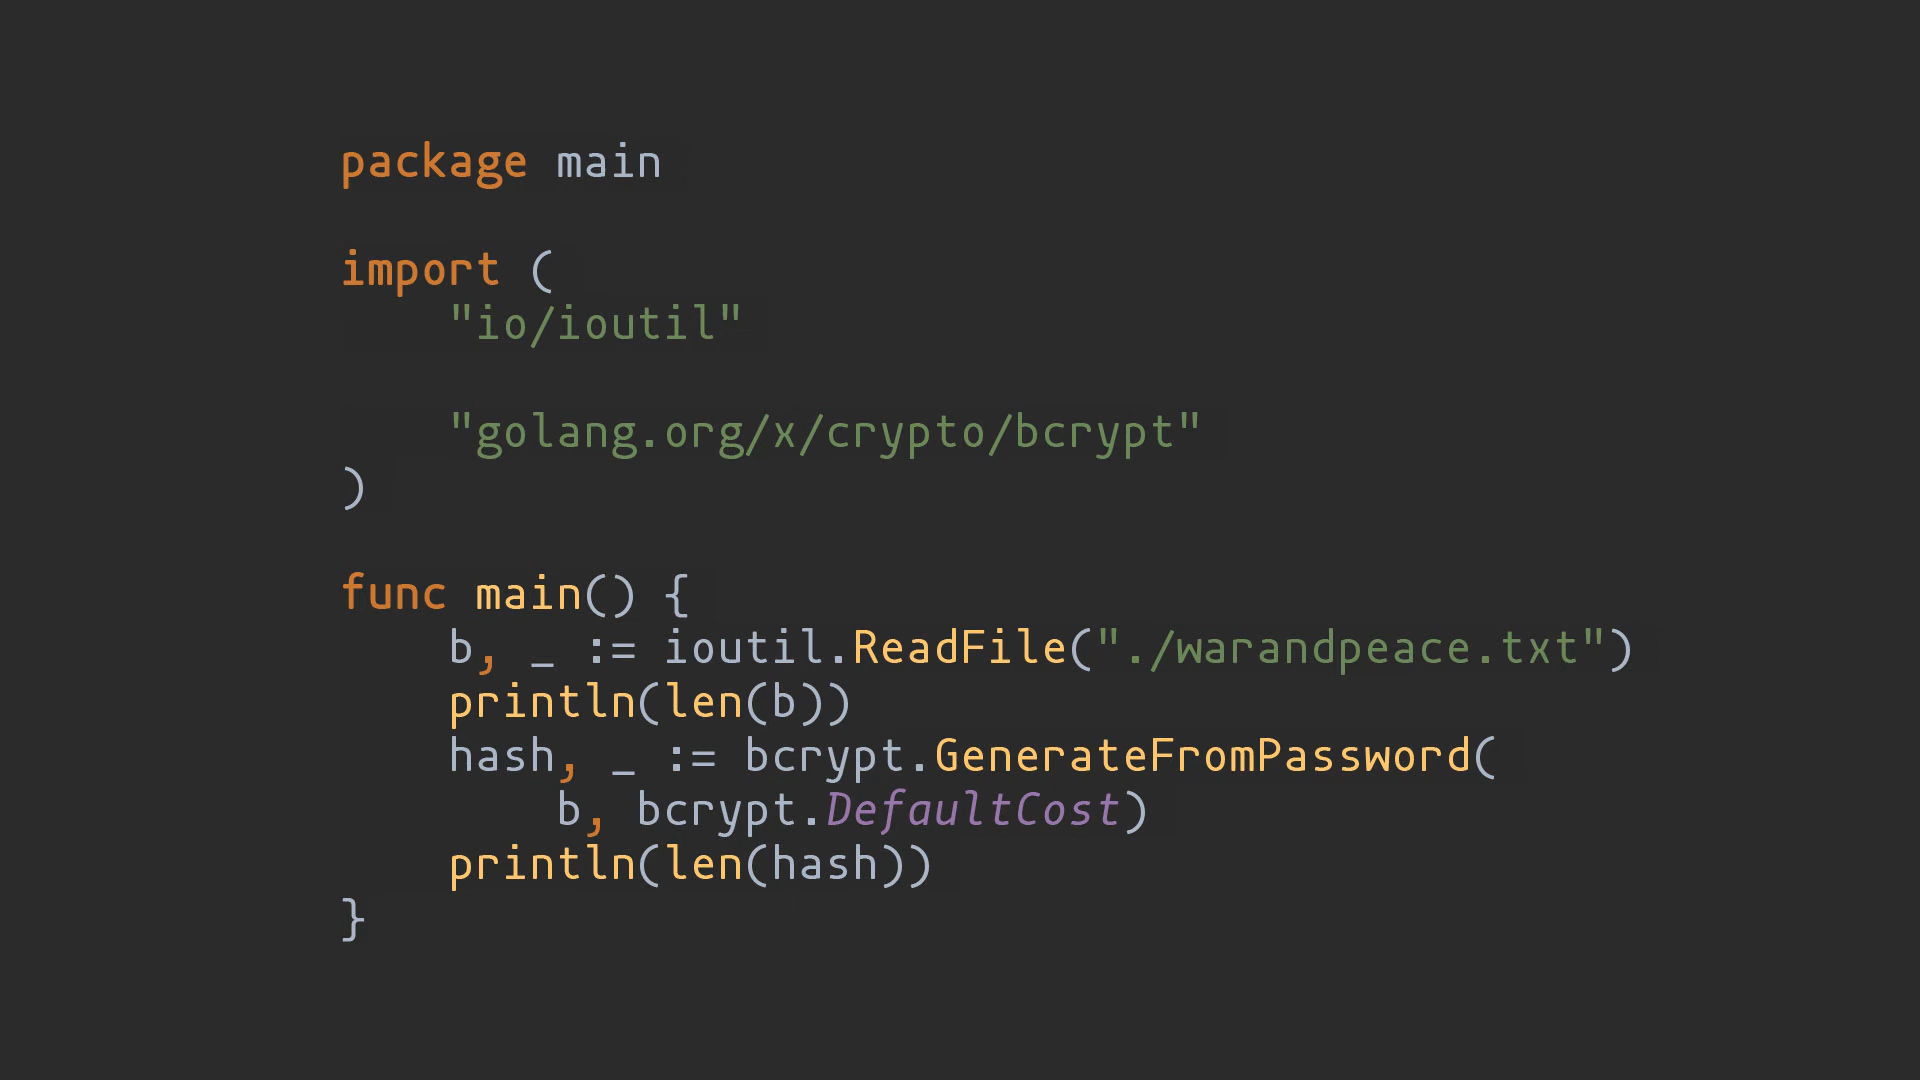 package main
import (
"io/ioutil"
"golang.org/x/crypto/bcrypt"
)
func main() {
b, _ := ioutil.ReadFile("./warandpeace.txt")
println(len(b))
hash, _ := bcrypt.GenerateFromPassword(
b, bcrypt.DefaultCost)
println(len(hash))
}